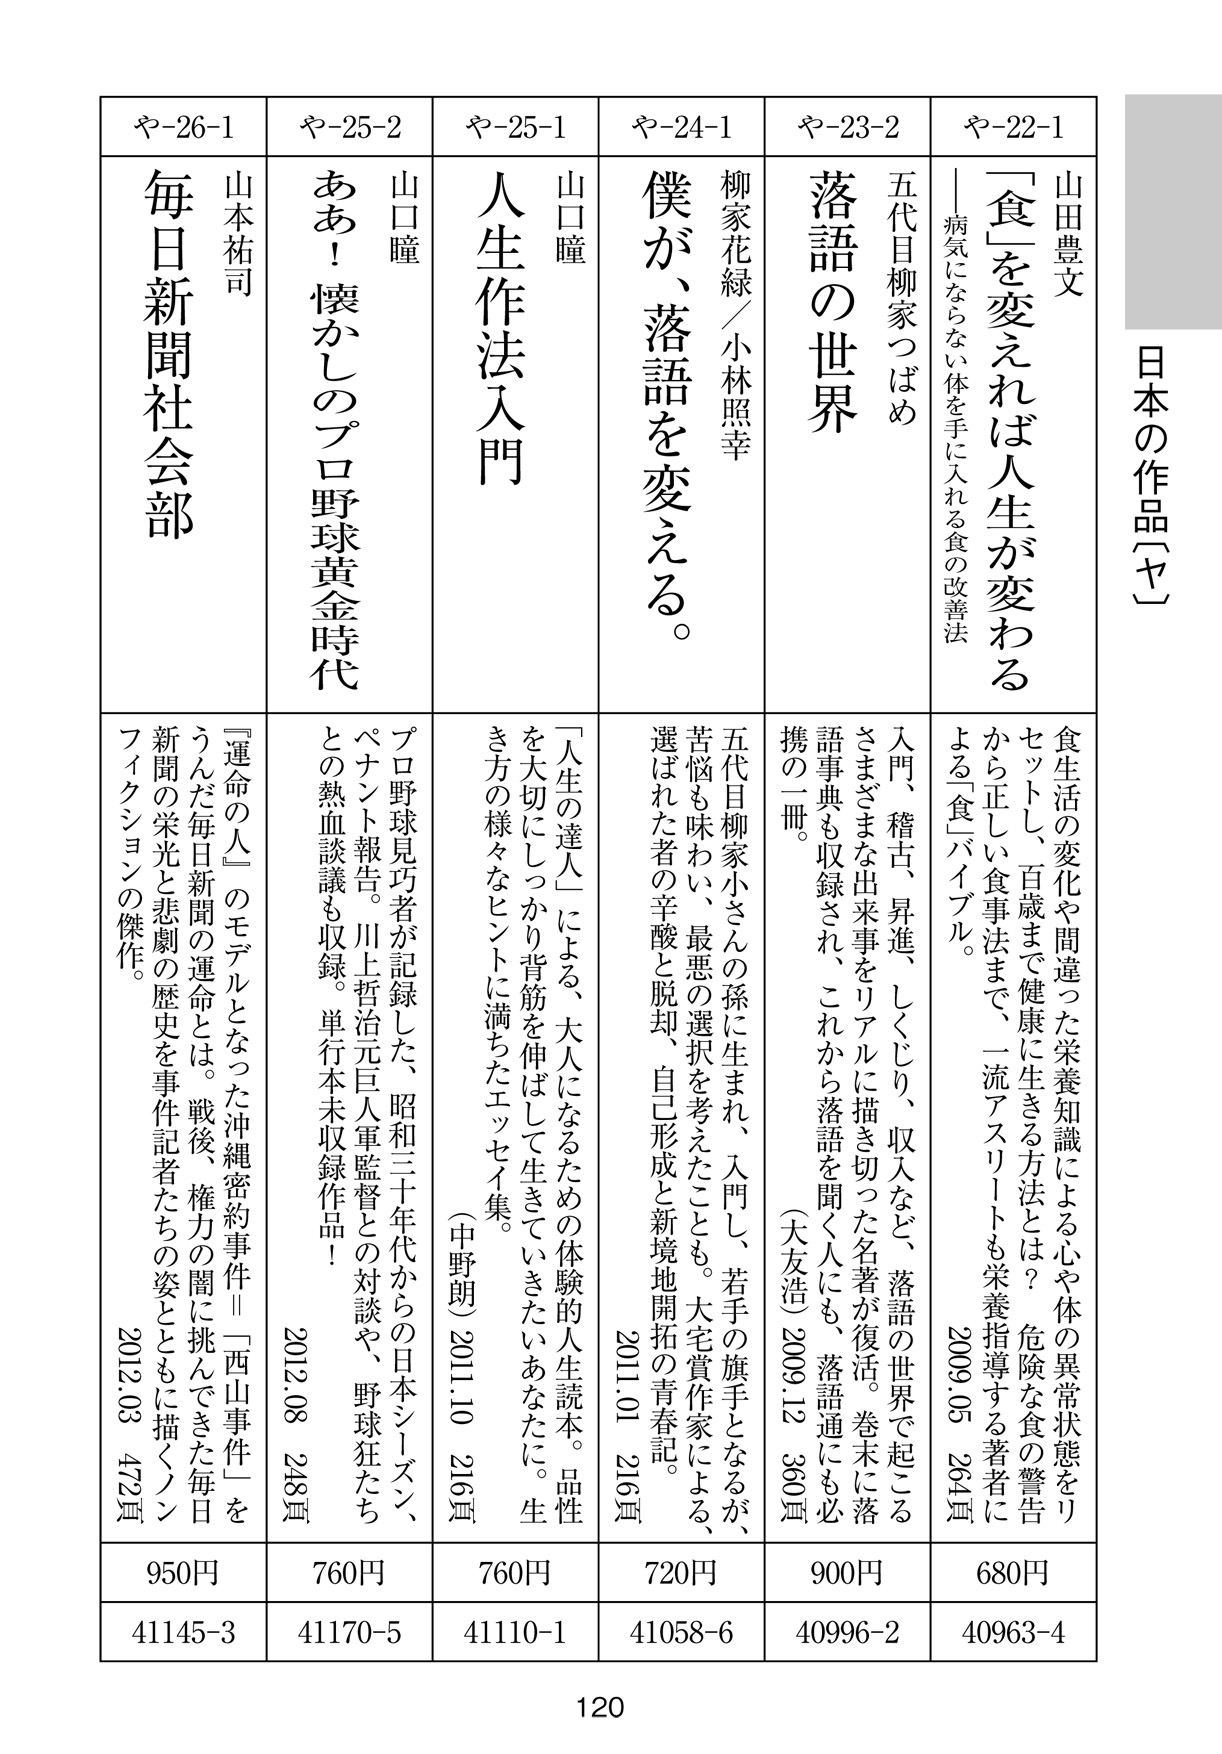 日本の作品〔ヤ〕
や-22-1
山田豊文
「食」を変えれば人生が変わる
――病気にならない体を手に入れる食の改善法
食生活の変化や間違った栄養知識による心や体の異常状態をリ
セットし、百歳まで健康に生きる方法とは？　危険な食の警告
から正しい食事法まで、一流アスリートも栄養指導する著者に
よる「食」バイブル。
2009.05　264頁
680円
40963-4
や-23-2
五代目柳家つばめ
落語の世界
入門、稽古、昇進、しくじり、収入など、落語の世界で起こる
さまざまな出来事をリアルに描き切った名著が復活。巻末に落
語事典も収録され、これから落語を聞く人にも、落語通にも必
携の一冊。
（大友浩）2009.12　360頁
900円
40996-2
や-24-1
柳家花緑／小林照幸
僕が、落語を変える。
五代目柳家小さんの孫に生まれ、入門し、若手の旗手となるが、
苦悩も味わい、最悪の選択を考えたことも。大宅賞作家による、
選ばれた者の辛酸と脱却、自己形成と新境地開拓の青春記。
2011.01　216頁
720円
41058-6
や-25-1
山口瞳
人生作法入門
「人生の達人」による、大人になるための体験的人生読本。品性
を大切にしっかり背筋を伸ばして生きていきたいあなたに。生
き方の様々なヒントに満ちたエッセイ集。
（中野朗）2011.10　216頁
760円
41110-1
や-25-2
山口瞳
ああ！懐かしのプロ野球黄金時代
プロ野球見巧者が記録した、昭和三十年代からの日本シーズン、
ペナント報告。川上哲治元巨人軍監督との対談や、野球狂たち
との熱血談議も収録。単行本未収録作品！
2012.08　248頁
760円
41170-5
や-26-1
山本祐司
毎日新聞社会部
『運命の人』のモデルとなった沖縄密約事件＝「西山事件」を
うんだ毎日新聞の運命とは。戦後、権力の闇に挑んできた毎日
新聞の栄光と悲劇の歴史を事件記者たちの姿とともに描くノン
フィクションの傑作。
2012.03　472頁
950円
41145-3
120